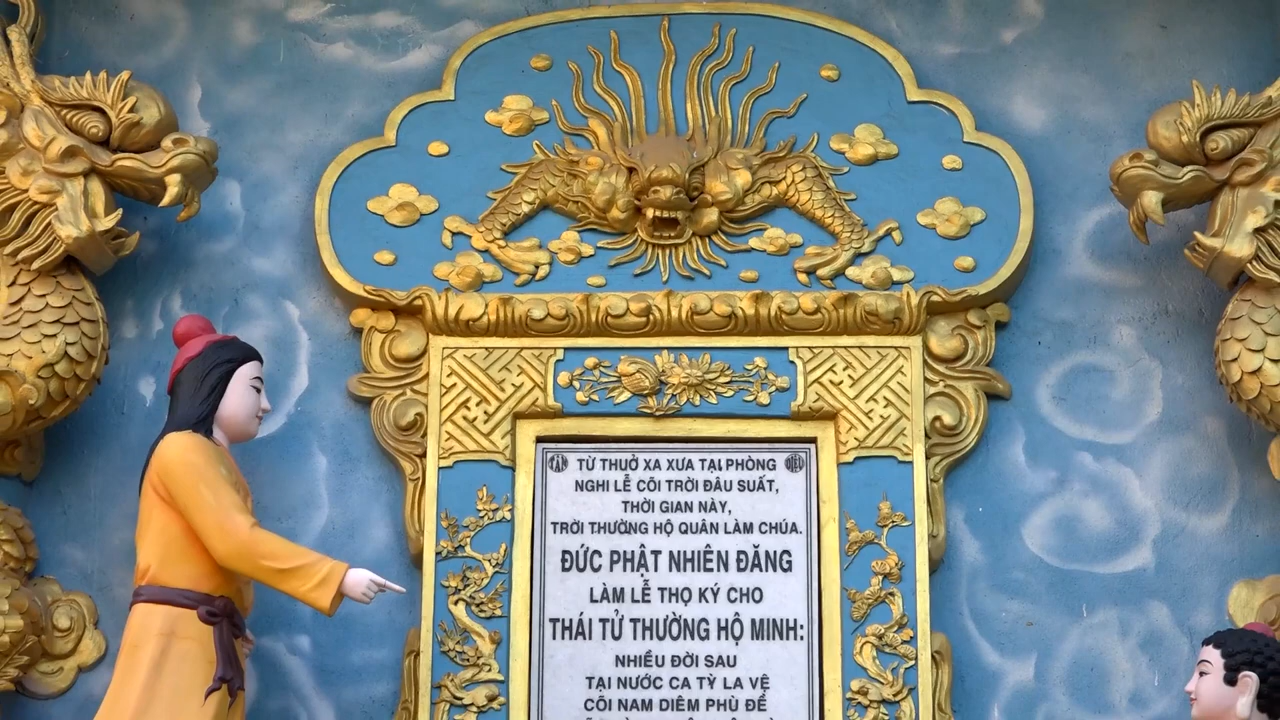 TÂN TỪ THUỞ XA XƯA TẠI PHÒNG DIỆU
NGHI LỄ CÕI TRỜI ĐÂU SUẤT,
THỜI GIAN NÀY,
TRỜI THƯỜNG HỘ QUÂN LÀM CHÚA.
ĐỨC PHẬT NHIÊN ĐĂNG
LÀM LỄ THỌ KÝ CHO
THÁI TỬ THƯỜNG HỘ MINH:
NHIỀU ĐỜI SAU
TẠI NƯỚC CA TỲ LA VỆ
CÕI NAM DIÊM PHÙ ĐỀ